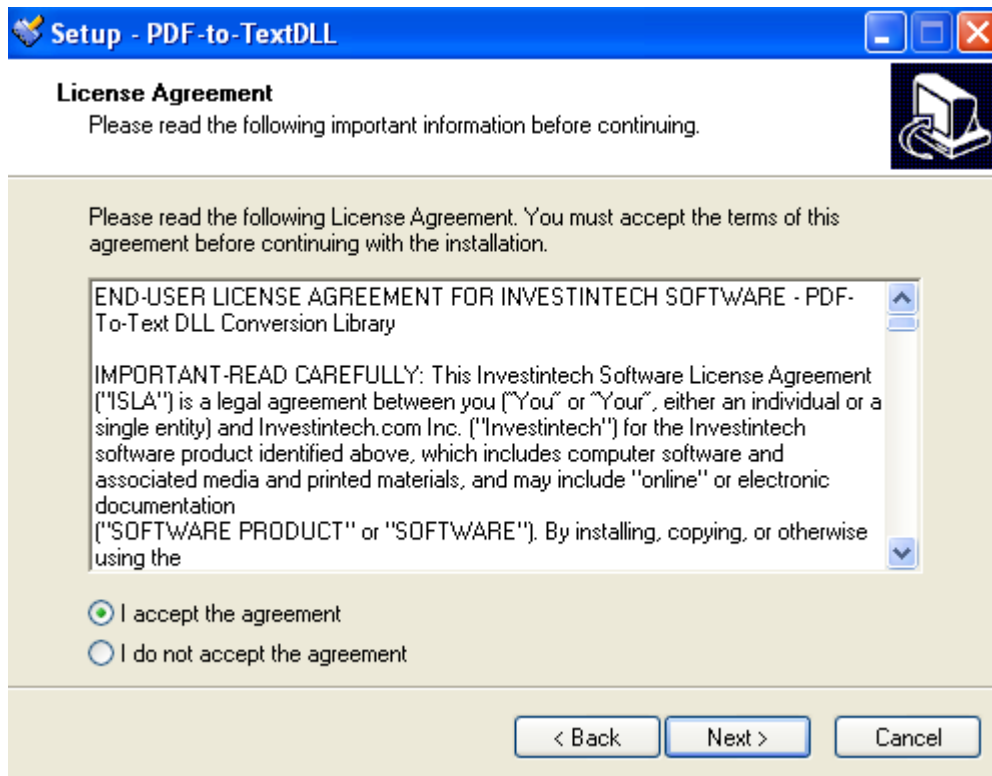 Setup - PDF-to-TextDLL
License Agreement
Please read the following important information before continuing.
Please read the following License Agreement. You must accept the terms of this
agreement before continuing with the installation.
END-USER LICENSE AGREEMENT FOR INVESTINTECH SOFTWARE - PDF-
To-Text DLL Conversion Library
IMPORTANT-READ CAREFULLY: This Investintech Software License Agreement
("ISLA") is a legal agreement between you (˝You˝ or ˝Your˝, either an individual or a
single entity) and Investintech.com Inc. ("Investintech") for the Investintech
software product identified above, which includes computer software and
associated media and printed materials, and may include "online" or electronic
documentation
("SOFTWARE PRODUCT" or "SOFTWARE"). By installing, copying, or otherwise
using the
I accept the agreement
I do not accept the agreement
< Back Next > Cancel